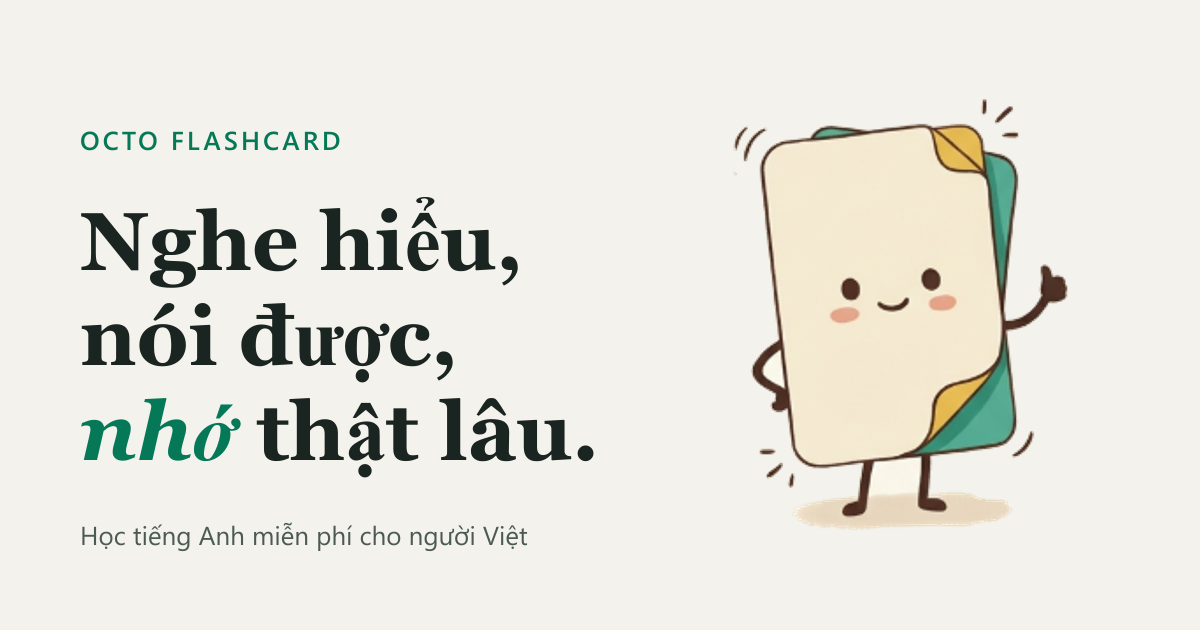 OCTO FLASHCARD
Nghe hiểu,
nói được,
nhớ thật lâu.
Học tiếng Anh miễn phí cho người Việt